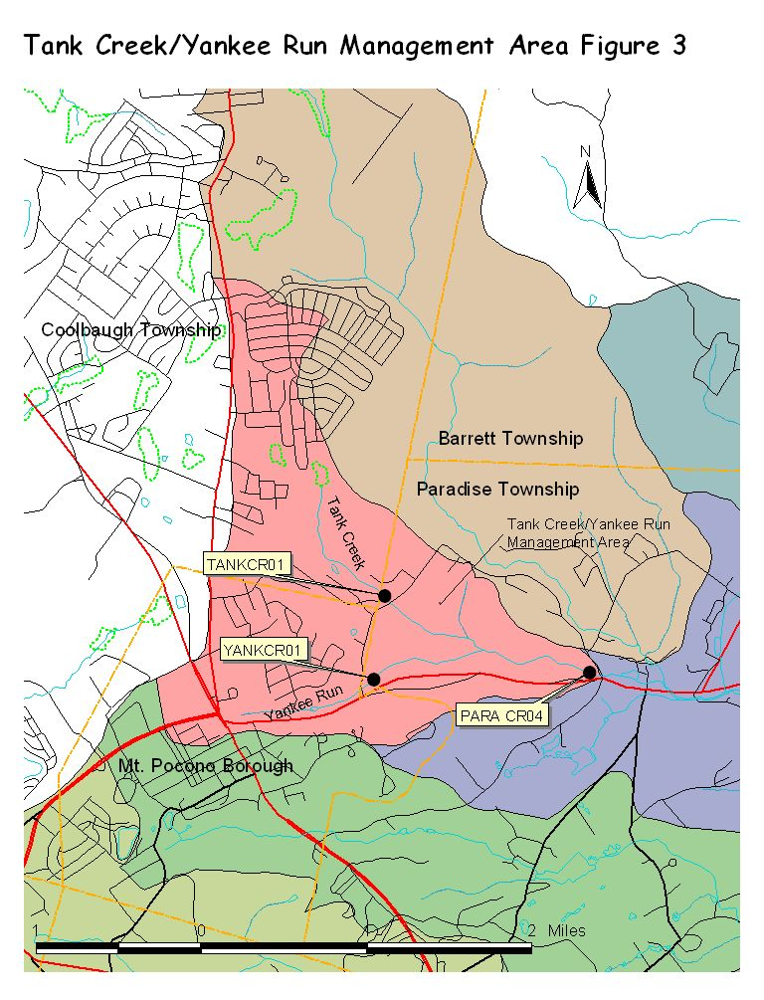 Tank Creek/Yankee Run Management Area Figure 3
N
Coolbaugh Township
Barrett Township
Paradise Township
Tank Creek/Yankee Run
Management Area
Tank Creek
TANKCR01
YANKCR01
Yankee Run
PARA CR04
Mt. Pocono Borough
1 0 1 2 Miles